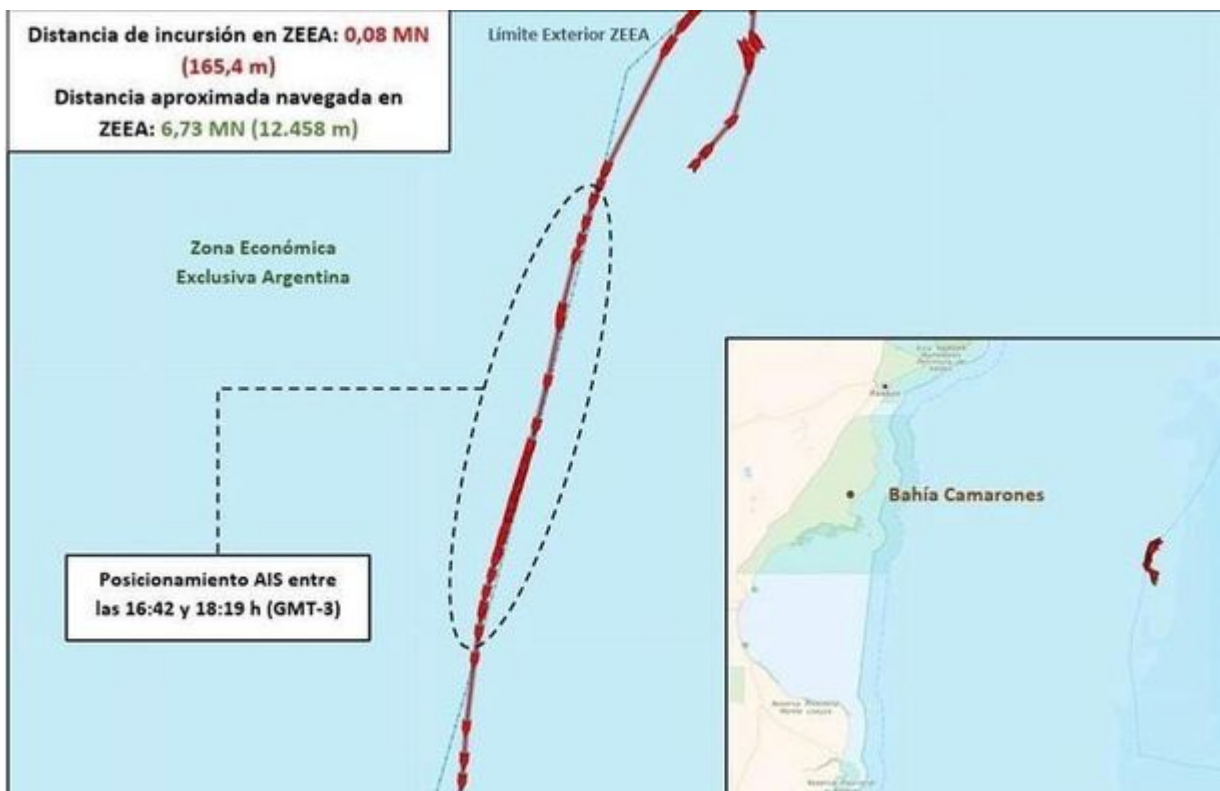 Distancia de incursión en ZEEA: 0,08 MN
(165,4 m)
Distancia aproximada navegada en
ZEEA: 6,73 MN (12.458 m)
Límite Exterior ZEEA
Zona Económica
Exclusiva Argentina
Posicionamiento AIS entre
las 16:42 y 18:19 h (GMT-3)
Bahía Camarones